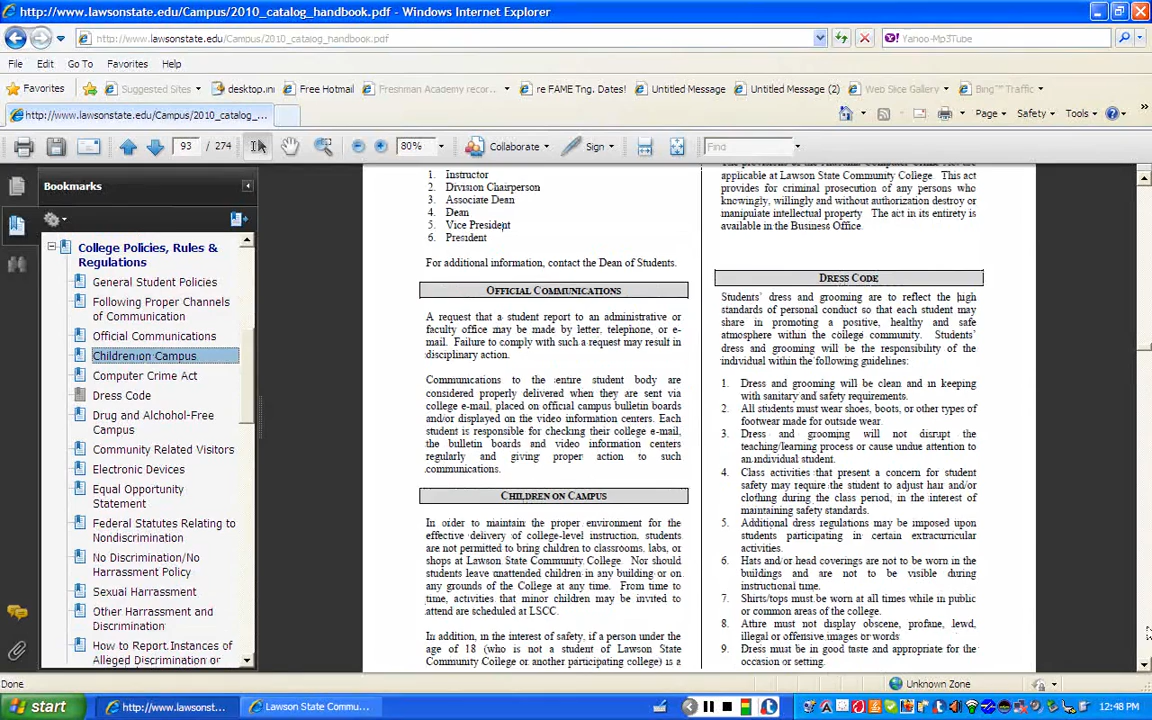 http://www.lawsonstate.edu/Campus/2010_catalog_handbook.pdf - Windows Internet Explorer
http://www.lawsonstate.edu/Campus/2010_catalog_handbook.pdf
Yahoo-Mp3Tube
File Edit Go To Favorites Help
Favorites Suggested Sites desktop.ini Free Hotmail Freshman Academy recor... re FAME Tng. Dates! Untitled Message Untitled Message (2) Web Slice Gallery Bing™ Traffic
http://www.lawsonstate.edu/Campus/2010_catalog_... Page Safety Tools
93 / 274 80% Collaborate Sign Find
Bookmarks
College Policies, Rules &
Regulations
General Student Policies
Following Proper Channels
of Communication
Official Communications
Children on Campus
Computer Crime Act
Dress Code
Drug and Alchohol-Free
Campus
Community Related Visitors
Electronic Devices
Equal Opportunity
Statement
Federal Statutes Relating to
Nondiscrimination
No Discrimination/No
Harrassment Policy
Sexual Harrassment
Other Harrassment and
Discrimination
How to Report Instances of
Alleged Discrimination or
1. Instructor
2. Division Chairperson
3. Associate Dean
4. Dean
5. Vice President
6. President
For additional information, contact the Dean of Students.
OFFICIAL COMMUNICATIONS
A request that a student report to an administrative or
faculty office may be made by letter, telephone, or e-
mail. Failure to comply with such a request may result in
disciplinary action.
Communications to the entire student body are
considered properly delivered when they are sent via
college e-mail, placed on official campus bulletin boards
and/or displayed on the video information centers. Each
student is responsible for checking their college e-mail,
the bulletin boards and video information centers
regularly and giving proper action to such
communications.
CHILDREN ON CAMPUS
In order to maintain the proper environment for the
effective delivery of college-level instruction, students
are not permitted to bring children to classrooms, labs, or
shops at Lawson State Community College Nor should
students leave unattended children in any building or on
any grounds of the College at any time. From time to
time, activities that minor children may be invited to
attend are scheduled at LSCC.
In addition, in the interest of safety, if a person under the
age of 18 (who is not a student of Lawson State
Community College or another participating college) is a
applicable at Lawson State Community College This act
provides for criminal prosecution of any persons who
knowingly, willingly and without authorization destroy or
manipulate intellectual property The act in its entirety is
available in the Business Office.
DRESS CODE
Students' dress and grooming are to reflect the high
standards of personal conduct so that each student may
share in promoting a positive, healthy and safe
atmosphere within the college community. Students'
dress and grooming will be the responsibility of the
individual within the following guidelines:
1. Dress and grooming will be clean and in keeping
with sanitary and safety requirements.
2. All students must wear shoes, boots, or other types of
footwear made for outside wear.
3. Dress and grooming will not disrupt the
teaching/learning process or cause undue attention to
an individual student.
4. Class activities that present a concern for student
safety may require the student to adjust hair and/or
clothing during the class period, in the interest of
maintaining safety standards.
5. Additional dress regulations may be imposed upon
students participating in certain extracurricular
activities.
6. Hats and/or head coverings are not to be worn in the
buildings and are not to be visible during
instructional time.
7. Shirts/tops must be worn at all times while in public
or common areas of the college.
8. Attire must not display obscene, profane, lewd,
illegal or offensive images or words
9. Dress must be in good taste and appropriate for the
occasion or setting.
Done Unknown Zone
start http://www.lawsonst... Lawson State Commu... 12:48 PM